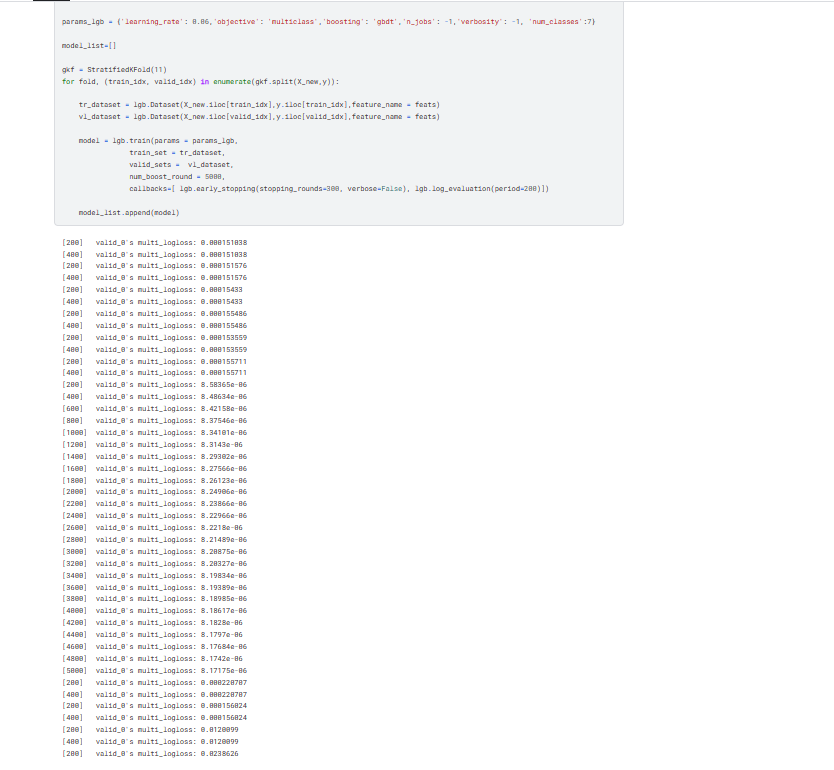 params_lgb = {'learning_rate': 0.06,'objective': 'multiclass','boosting': 'gbdt','n_jobs': -1,'verbosity': -1, 'num_classes':7}
model_list=[]
gkf = StratifiedKFold(11)
for fold, (train_idx, valid_idx) in enumerate(gkf.split(X_new,y)):
tr_dataset = lgb.Dataset(X_new.iloc[train_idx],y.iloc[train_idx],feature_name = feats)
vl_dataset = lgb.Dataset(X_new.iloc[valid_idx],y.iloc[valid_idx],feature_name = feats)
model = lgb.train(params = params_lgb,
train_set = tr_dataset,
valid_sets =  vl_dataset,
num_boost_round = 5000,
callbacks=[ lgb.early_stopping(stopping_rounds=300, verbose=False), lgb.log_evaluation(period=200)])
model_list.append(model)
[200]	valid_0's multi_logloss: 0.000151038
[400]	valid_0's multi_logloss: 0.000151038
[200]	valid_0's multi_logloss: 0.000151576
[400]	valid_0's multi_logloss: 0.000151576
[200]	valid_0's multi_logloss: 0.00015433
[400]	valid_0's multi_logloss: 0.00015433
[200]	valid_0's multi_logloss: 0.000155486
[400]	valid_0's multi_logloss: 0.000155486
[200]	valid_0's multi_logloss: 0.000153559
[400]	valid_0's multi_logloss: 0.000153559
[200]	valid_0's multi_logloss: 0.000155711
[400]	valid_0's multi_logloss: 0.000155711
[200]	valid_0's multi_logloss: 8.58365e-06
[400]	valid_0's multi_logloss: 8.48634e-06
[600]	valid_0's multi_logloss: 8.42158e-06
[800]	valid_0's multi_logloss: 8.37546e-06
[1000]	valid_0's multi_logloss: 8.34101e-06
[1200]	valid_0's multi_logloss: 8.3143e-06
[1400]	valid_0's multi_logloss: 8.29302e-06
[1600]	valid_0's multi_logloss: 8.27566e-06
[1800]	valid_0's multi_logloss: 8.26123e-06
[2000]	valid_0's multi_logloss: 8.24906e-06
[2200]	valid_0's multi_logloss: 8.23866e-06
[2400]	valid_0's multi_logloss: 8.22966e-06
[2600]	valid_0's multi_logloss: 8.2218e-06
[2800]	valid_0's multi_logloss: 8.21489e-06
[3000]	valid_0's multi_logloss: 8.20875e-06
[3200]	valid_0's multi_logloss: 8.20327e-06
[3400]	valid_0's multi_logloss: 8.19834e-06
[3600]	valid_0's multi_logloss: 8.19389e-06
[3800]	valid_0's multi_logloss: 8.18985e-06
[4000]	valid_0's multi_logloss: 8.18617e-06
[4200]	valid_0's multi_logloss: 8.1828e-06
[4400]	valid_0's multi_logloss: 8.1797e-06
[4600]	valid_0's multi_logloss: 8.17684e-06
[4800]	valid_0's multi_logloss: 8.1742e-06
[5000]	valid_0's multi_logloss: 8.17175e-06
[200]	valid_0's multi_logloss: 0.000220707
[400]	valid_0's multi_logloss: 0.000220707
[200]	valid_0's multi_logloss: 0.000156024
[400]	valid_0's multi_logloss: 0.000156024
[200]	valid_0's multi_logloss: 0.0120099
[400]	valid_0's multi_logloss: 0.0120099
[200]	valid_0's multi_logloss: 0.0238626